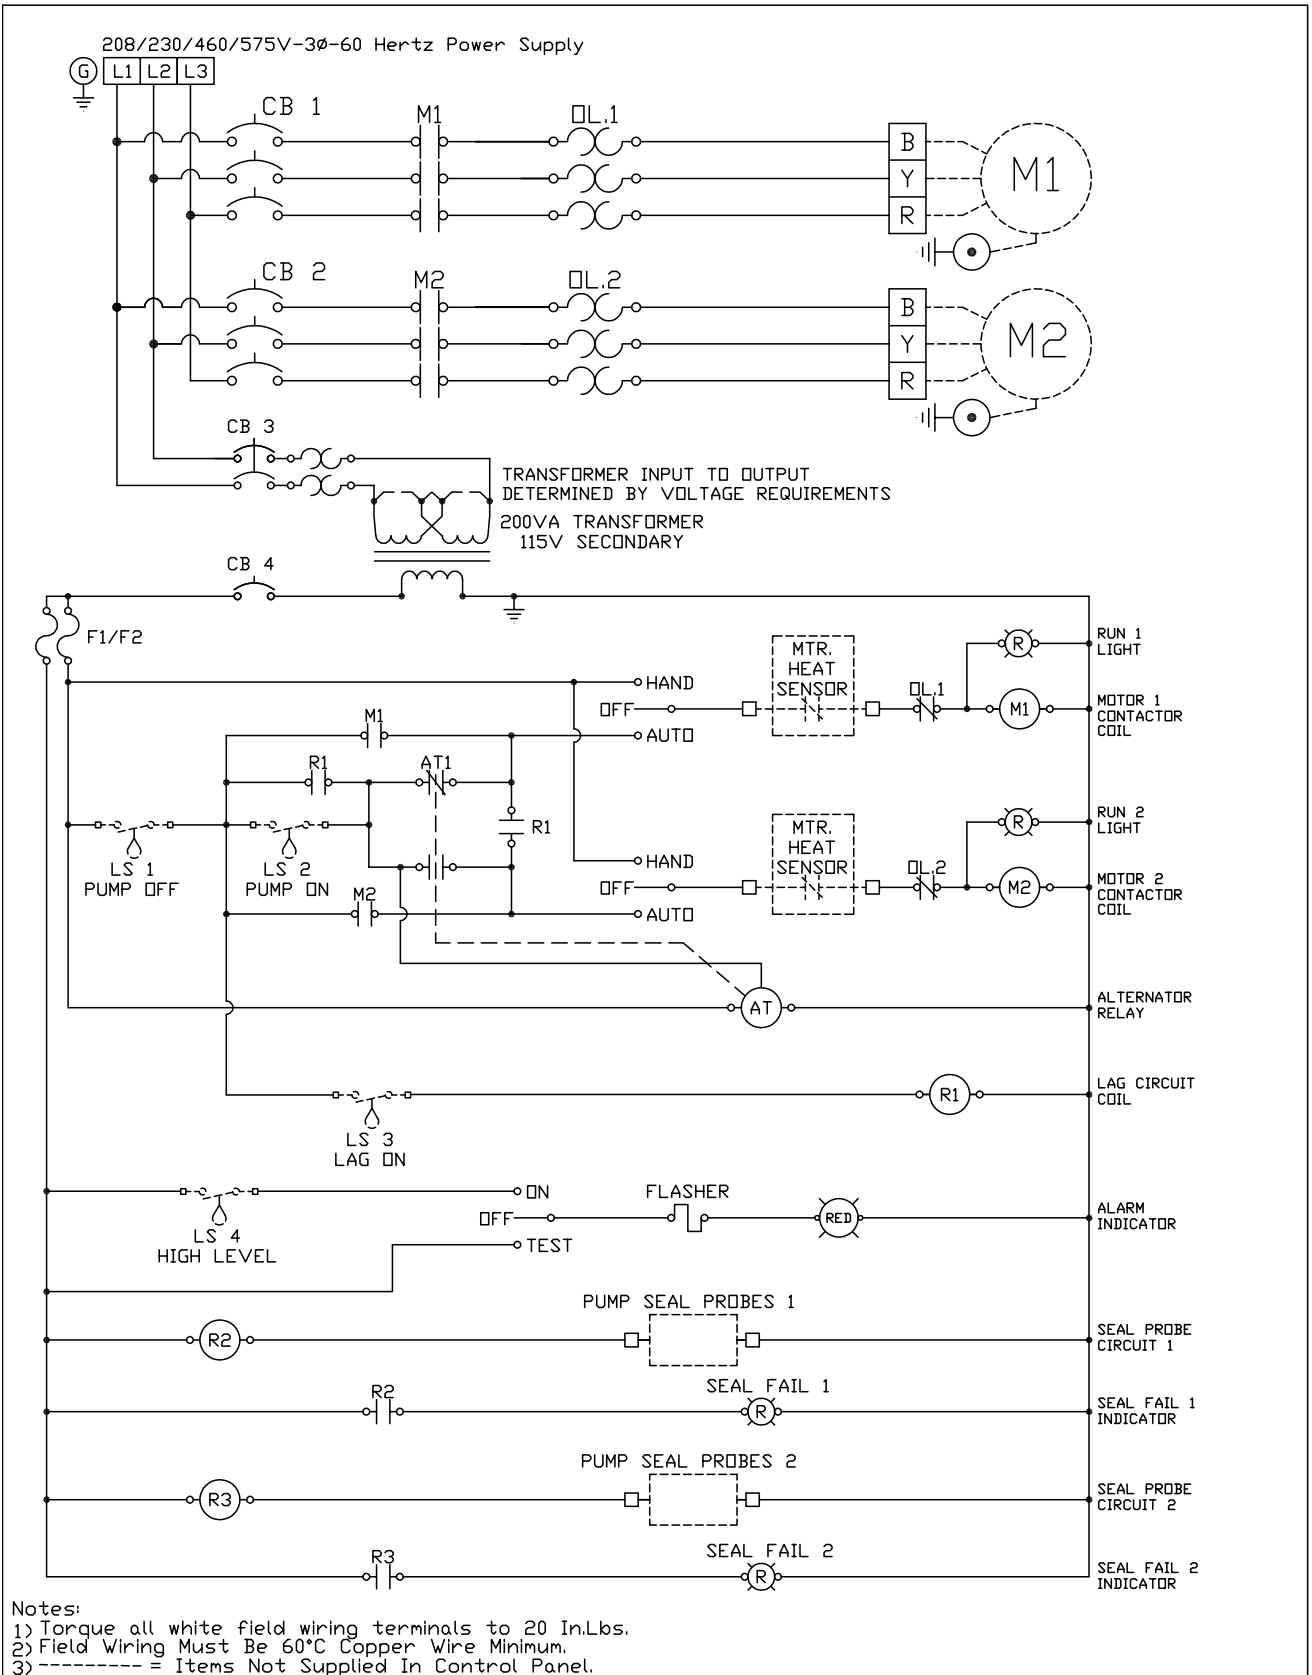 208/230/460/575V-3Ø-60 Hertz Power Supply
G L1 L2 L3
CB 1
M1
OL.1
B
Y
R
M1
CB 2
M2
OL.2
B
Y
R
M2
CB 3
TRANSFORMER INPUT TO OUTPUT
DETERMINED BY VOLTAGE REQUIREMENTS
200VA TRANSFORMER
115V SECONDARY
CB 4
F1/F2
MTR.
HEAT
SENSOR
R
RUN 1
LIGHT
HAND
OFF
AUTO
OL.1
M1
MOTOR 1
CONTACTOR
COIL
M1
R1
AT1
R1
LS 1
PUMP OFF
LS 2
PUMP ON
M2
MTR.
HEAT
SENSOR
R
RUN 2
LIGHT
HAND
OFF
AUTO
OL.2
M2
MOTOR 2
CONTACTOR
COIL
AT
ALTERNATOR
RELAY
LS 3
LAG ON
R1
LAG CIRCUIT
COIL
LS 4
HIGH LEVEL
ON
OFF
TEST
FLASHER
RED
ALARM
INDICATOR
R2
PUMP SEAL PROBES 1
SEAL PROBE
CIRCUIT 1
R2
SEAL FAIL 1
R
SEAL FAIL 1
INDICATOR
R3
PUMP SEAL PROBES 2
SEAL PROBE
CIRCUIT 2
R3
SEAL FAIL 2
R
SEAL FAIL 2
INDICATOR
Notes:
1) Torque all white field wiring terminals to 20 In.Lbs.
2) Field Wiring Must Be 60°C Copper Wire Minimum.
3) --------- = Items Not Supplied In Control Panel.